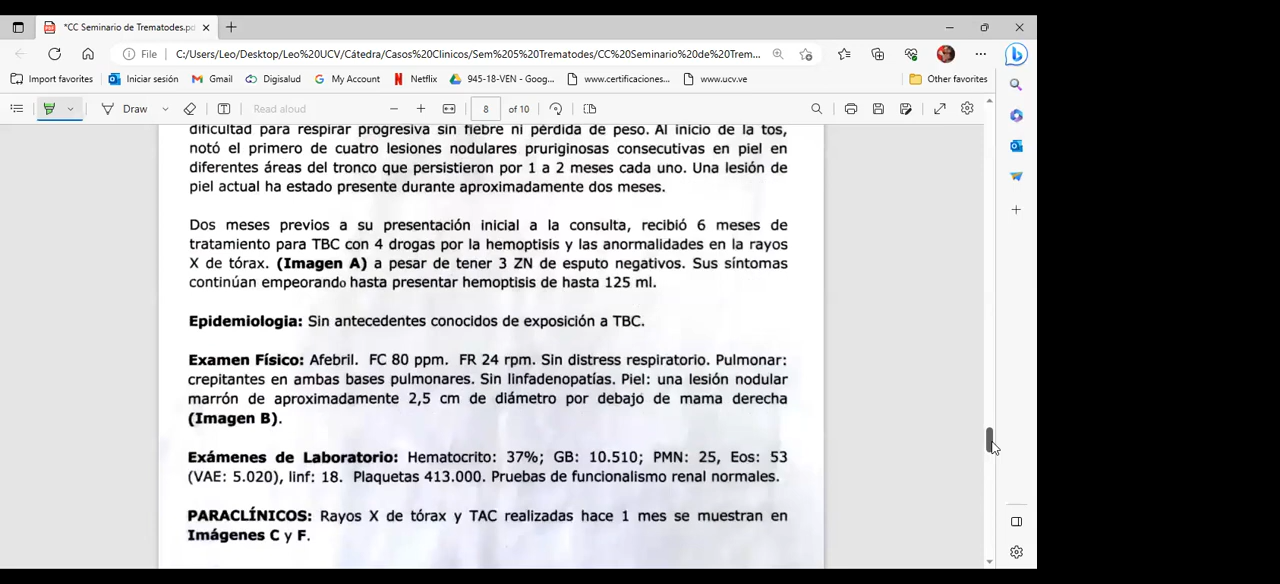 *CC Seminario de Trematodes.pd
File
C:/Users/Leo/Desktop/Leo%20UCV/Cátedra/Casos%20Clinicos/Sem%205%20Trematodes/CC%20Seminario%20de%20Trem...
Import favorites
Iniciar sesión
Gmail
Digisalud
My Account
Netflix
945-18-VEN - Goog...
www.certificaciones...
www.ucv.ve
Other favorites
Draw
Read aloud
8
of 10
dificultad para respirar progresiva sin fiebre ni pérdida de peso. Al inicio de la tos,
notó el primero de cuatro lesiones nodulares pruriginosas consecutivas en piel en
diferentes áreas del tronco que persistieron por 1 a 2 meses cada uno. Una lesión de
piel actual ha estado presente durante aproximadamente dos meses.
Dos meses previos a su presentación inicial a la consulta, recibió 6 meses de
tratamiento para TBC con 4 drogas por la hemoptisis y las anormalidades en la rayos
X de tórax. (Imagen A) a pesar de tener 3 ZN de esputo negativos. Sus síntomas
continúan empeorando hasta presentar hemoptisis de hasta 125 ml.
Epidemiologia: Sin antecedentes conocidos de exposición a TBC.
Examen Físico: Afebril. FC 80 ppm. FR 24 rpm. Sin distress respiratorio. Pulmonar:
crepitantes en ambas bases pulmonares. Sin linfadenopatías. Piel: una lesión nodular
marrón de aproximadamente 2,5 cm de diámetro por debajo de mama derecha
(Imagen B).
Exámenes de Laboratorio: Hematocrito: 37%; GB: 10.510; PMN: 25, Eos: 53
(VAE: 5.020), linf: 18. Plaquetas 413.000. Pruebas de funcionalismo renal normales.
PARACLÍNICOS: Rayos X de tórax y TAC realizadas hace 1 mes se muestran en
Imágenes C y F.